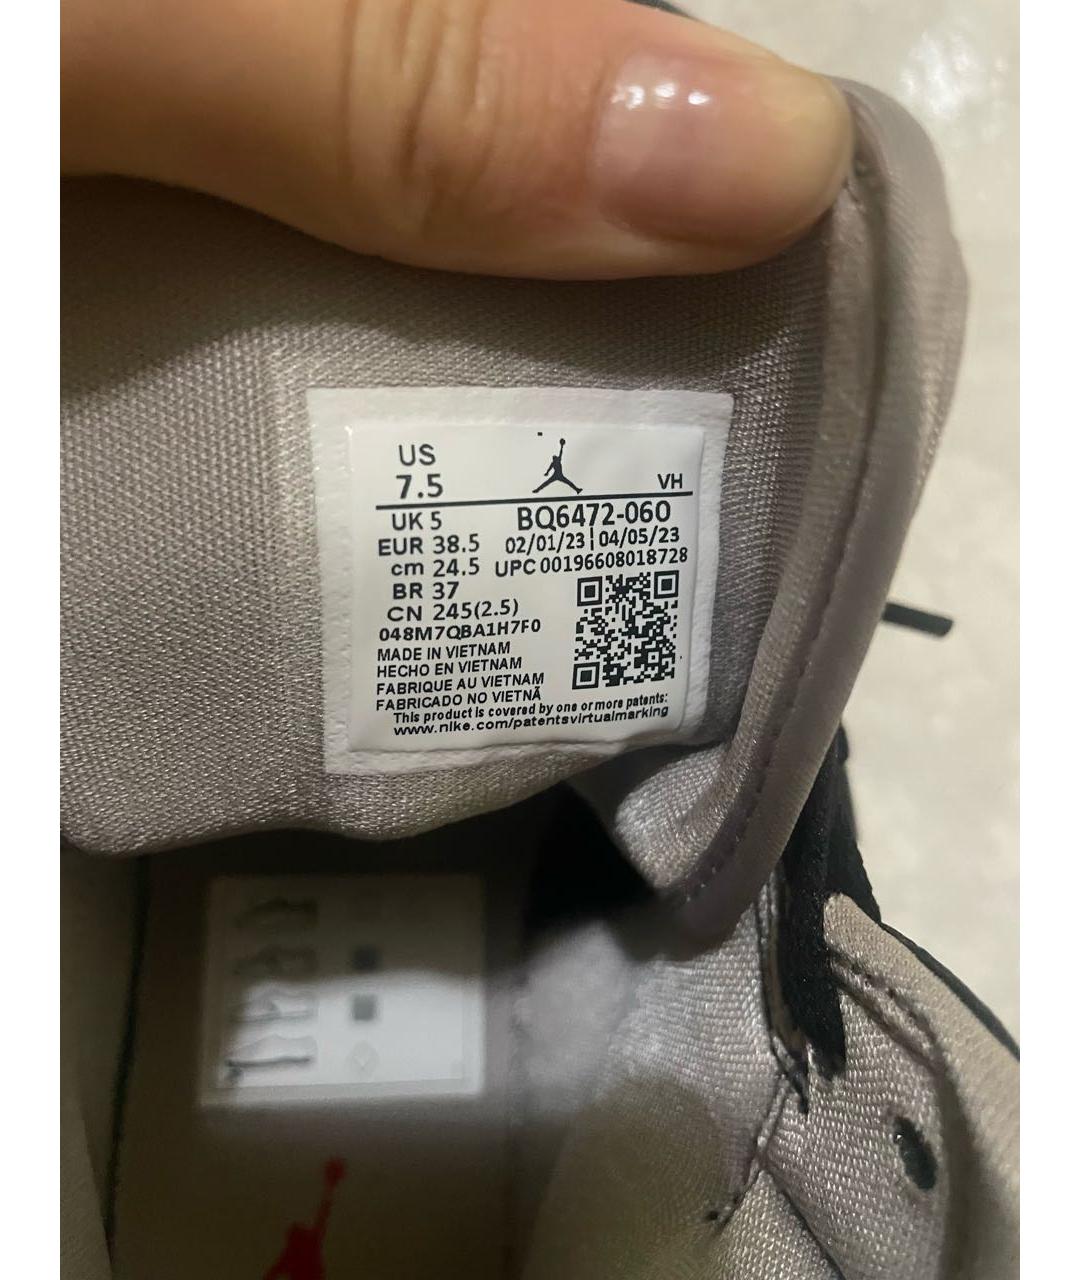 US
7.5
VH
UK 5
BQ6472-060
EUR 38.5
02/01/23 | 04/05/23
cm 24.5
UPC 00196608018728
BR 37
CN 245(2.5)
048M7QBA1H7F0
MADE IN VIETNAM
HECHO EN VIETNAM
FABRIQUE AU VIETNAM
FABRICADO NO VIETNÃ
This product is covered by one or more patents:
www.nike.com/patentsvirtualmarking